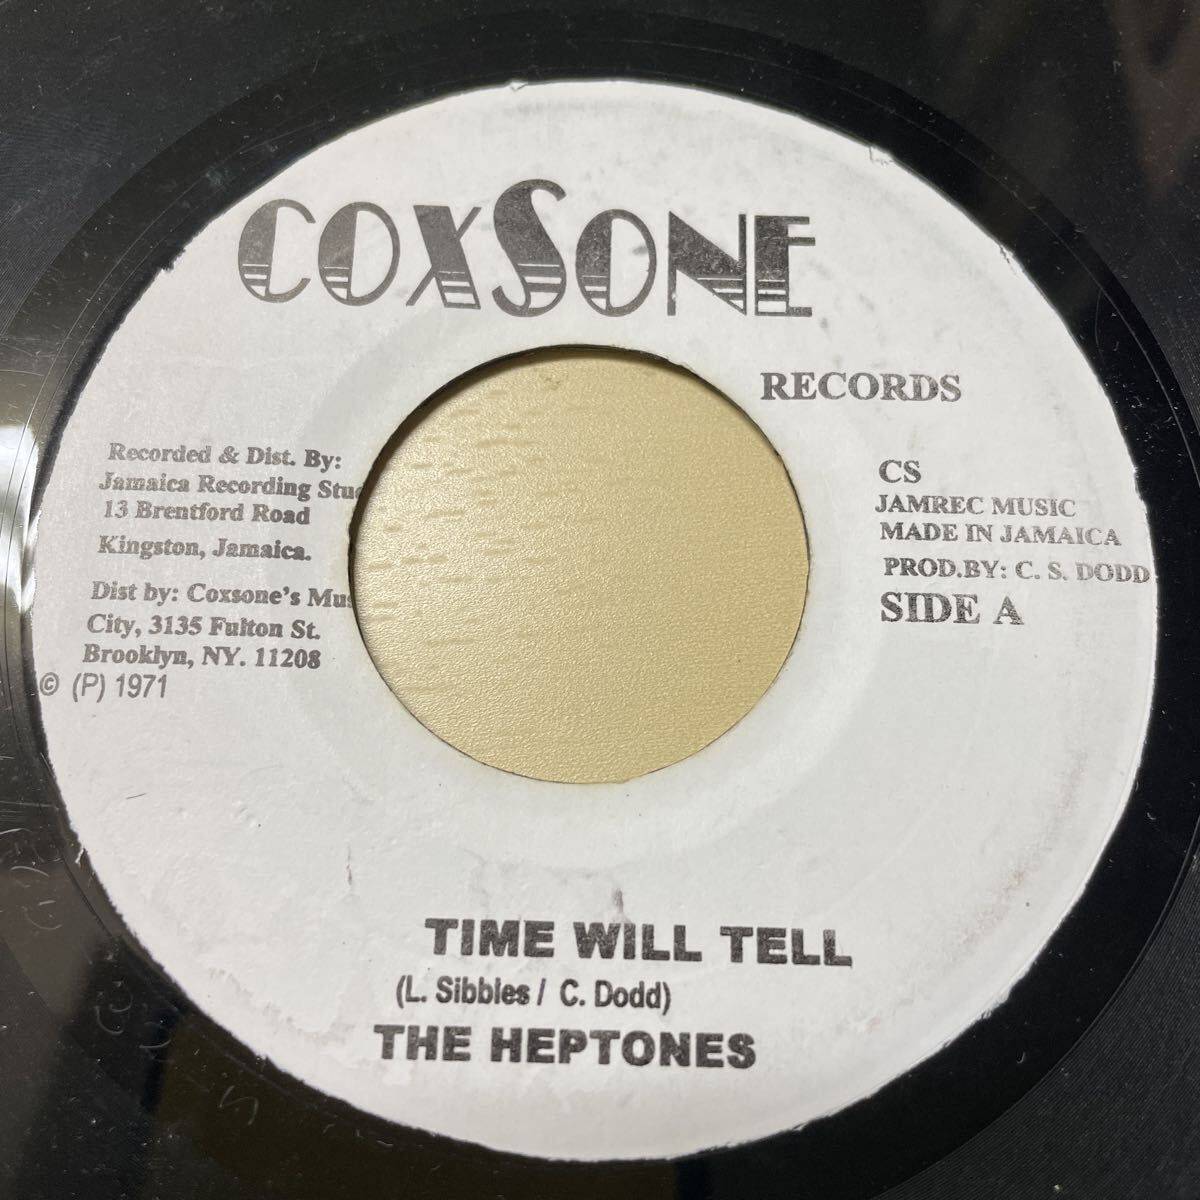 COXSONE
RECORDS
Recorded & Dist. By:
Jamaica Recording Stu
13 Brentford Road
Kingston, Jamaica.
Dist by: Coxsone's Mus
City, 3135 Fulton St.
Brooklyn, NY. 11208
© (P) 1971
CS
JAMREC MUSIC
MADE IN JAMAICA
PROD.BY: C. S. DODD
SIDE A
TIME WILL TELL
(L. Sibbles / C. Dodd)
THE HEPTONES